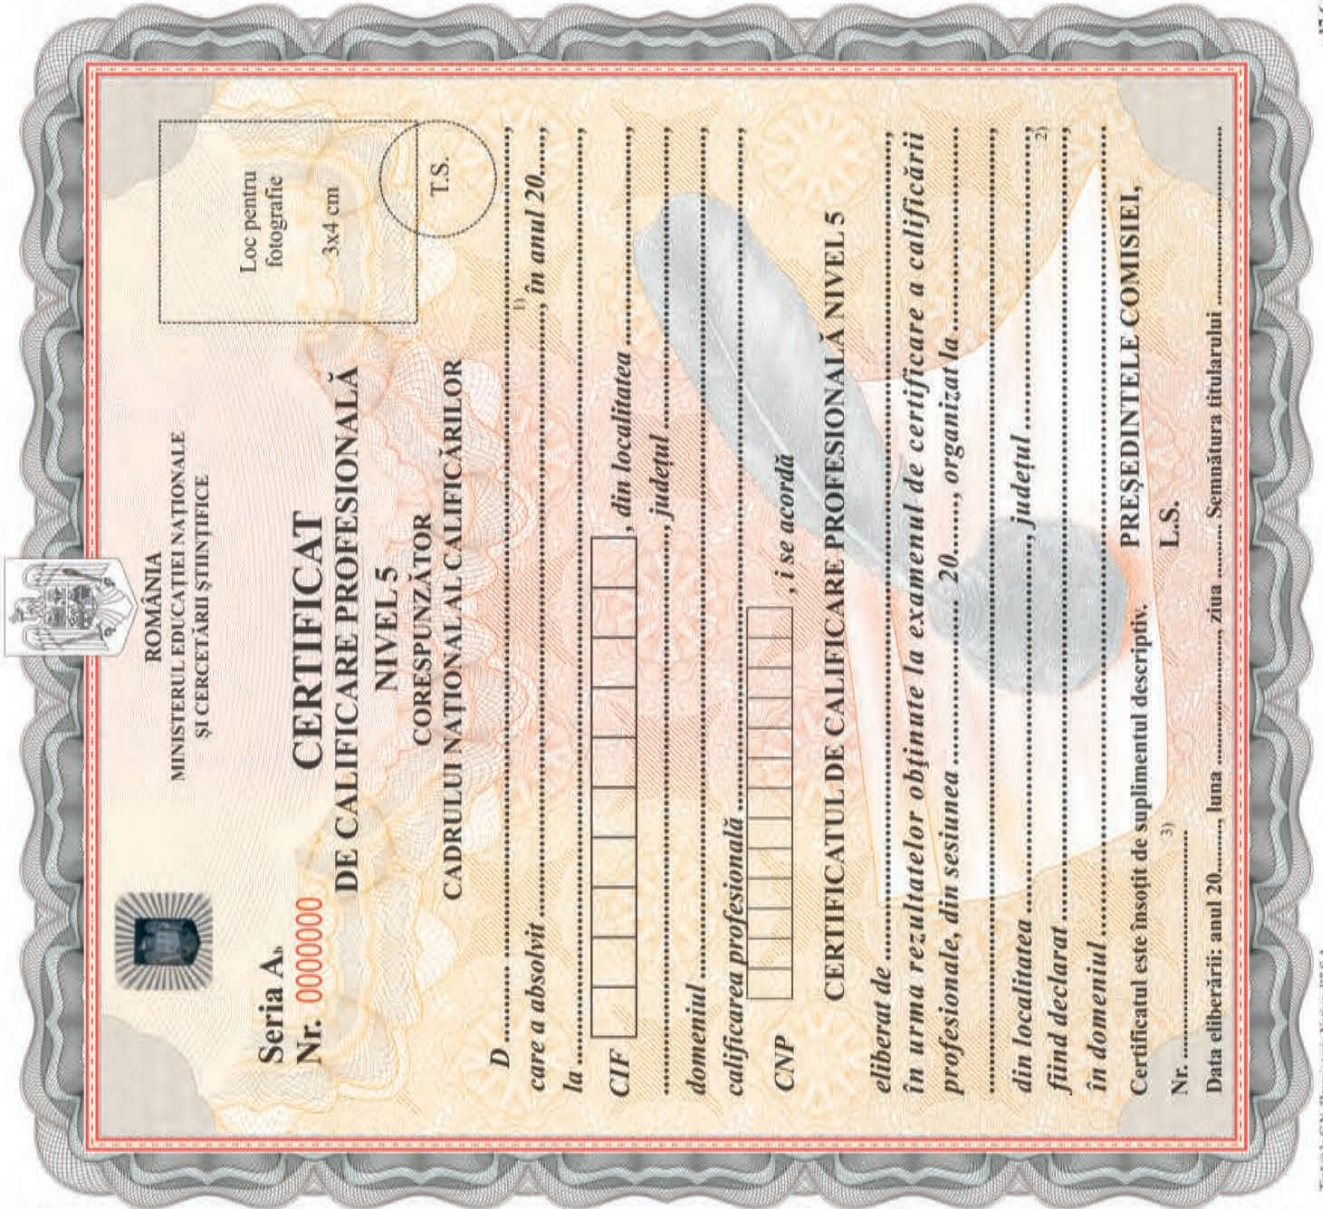 ROMÂNIA
MINISTERUL EDUCAȚIEI NAȚIONALE
ȘI CERCETĂRII ȘTIINȚIFICE
Loc pentru
fotografie
3x4 cm
T.S.
Seria A
Nr. 00000000
CERTIFICAT
DE CALIFICARE PROFESIONALĂ
NIVEL 5
CORESPUNZĂTOR
CADRULUI NAȚIONAL AL CALIFICĂRILOR
D....................,
care a absolvit....................1), în anul 20....,
la....................,
CIF , din localitatea....................,
...................., județul....................,
domeniul....................,
calificarea profesională....................,
CNP , i se acordă
CERTIFICATUL DE CALIFICARE PROFESIONALĂ NIVEL 5
eliberat de....................,
în urma rezultatelor obținute la examenul de certificare a calificării
profesionale, din sesiunea.................... 20....., organizat la....................
....................,
din localitatea...................., județul....................,
fiind declarat....................2),
în domeniul....................
Certificatul este însoțit de suplimentul descriptiv.
PREȘEDINTELE COMISIEI,
Nr. ....................3)
L.S.
Data eliberării: anul 20......, luna...................., ziua.......... Semnătura titularului....................